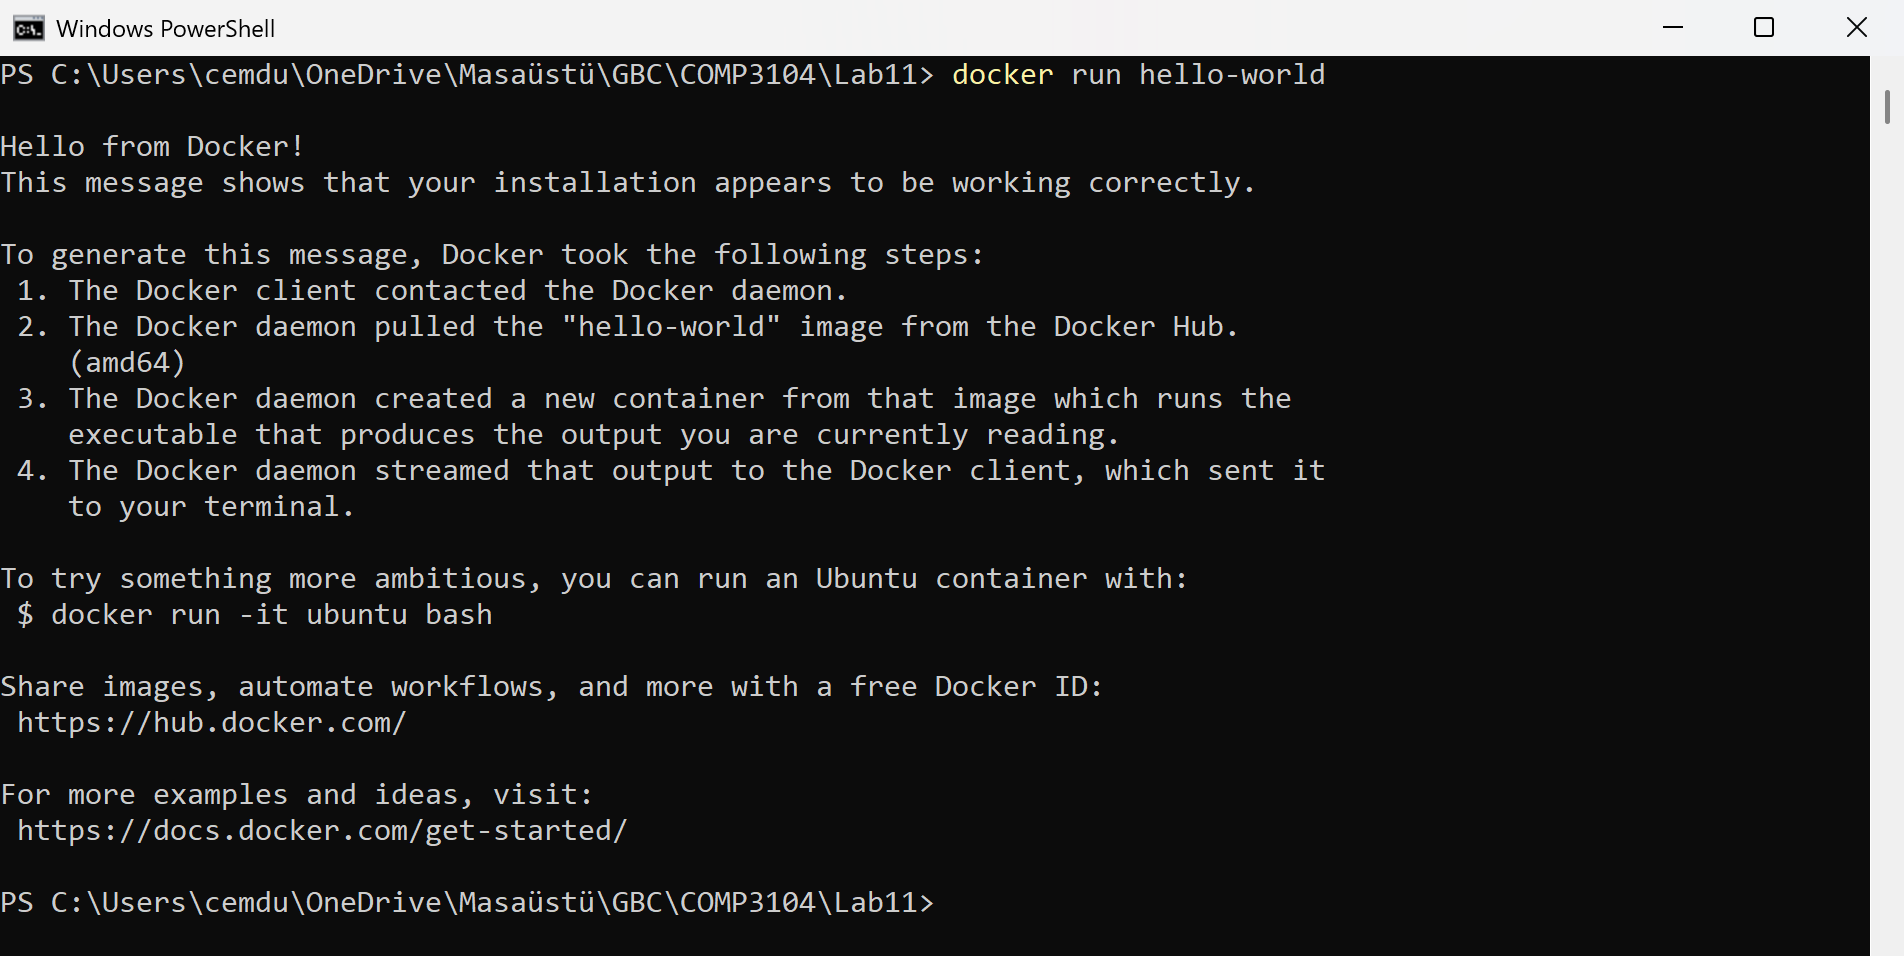 Windows PowerShell
PS C:\Users\cemdu\OneDrive\Masaüstü\GBC\COMP3104\Lab11> docker run hello-world
Hello from Docker!
This message shows that your installation appears to be working correctly.
To generate this message, Docker took the following steps:
 1. The Docker client contacted the Docker daemon.
 2. The Docker daemon pulled the "hello-world" image from the Docker Hub.
    (amd64)
 3. The Docker daemon created a new container from that image which runs the
    executable that produces the output you are currently reading.
 4. The Docker daemon streamed that output to the Docker client, which sent it
    to your terminal.
To try something more ambitious, you can run an Ubuntu container with:
 $ docker run -it ubuntu bash
Share images, automate workflows, and more with a free Docker ID:
 https://hub.docker.com/
For more examples and ideas, visit:
 https://docs.docker.com/get-started/
PS C:\Users\cemdu\OneDrive\Masaüstü\GBC\COMP3104\Lab11>